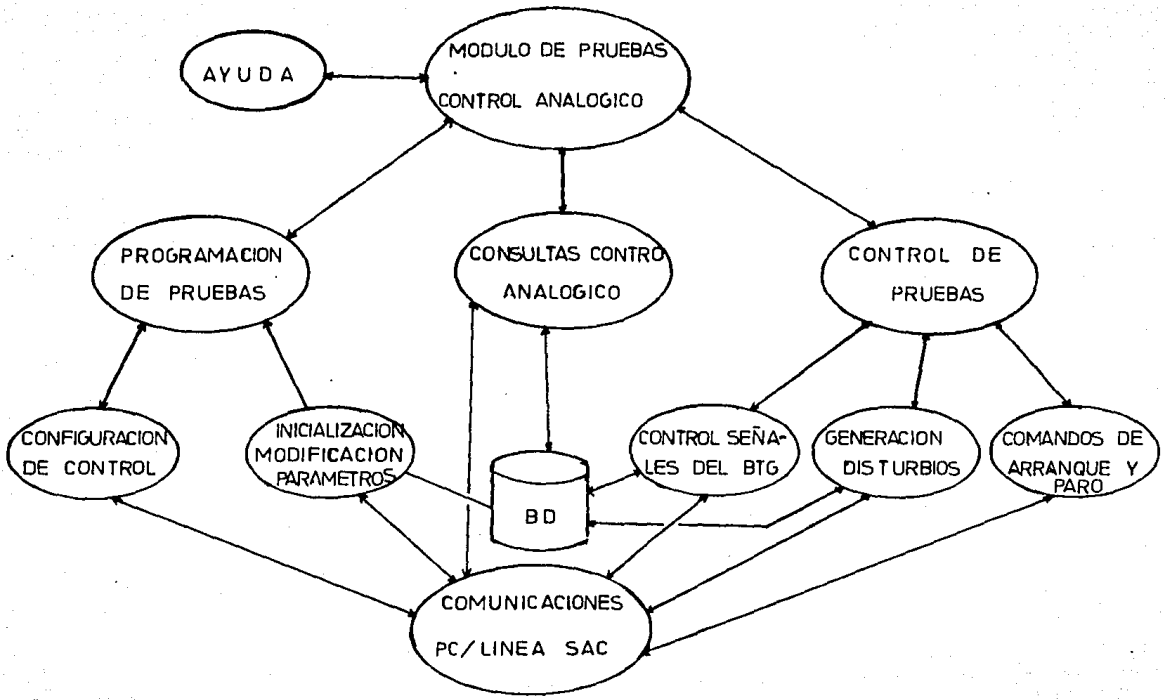 AYUDA
MODULO DE PRUEBAS
CONTROL ANALOGICO
PROGRAMACION
DE PRUEBAS
CONSULTAS CONTRO
ANALOGICO
CONTROL DE
PRUEBAS
CONFIGURACION
DE CONTROL
INICIALIZACION
MODIFICACION
PARAMETROS
BD
CONTROL SEÑA-
LES DEL BTG
GENERACION
DISTURBIOS
COMANDOS DE
ARRANQUE Y
PARO
COMUNICACIONES
PC/LINEA SAC